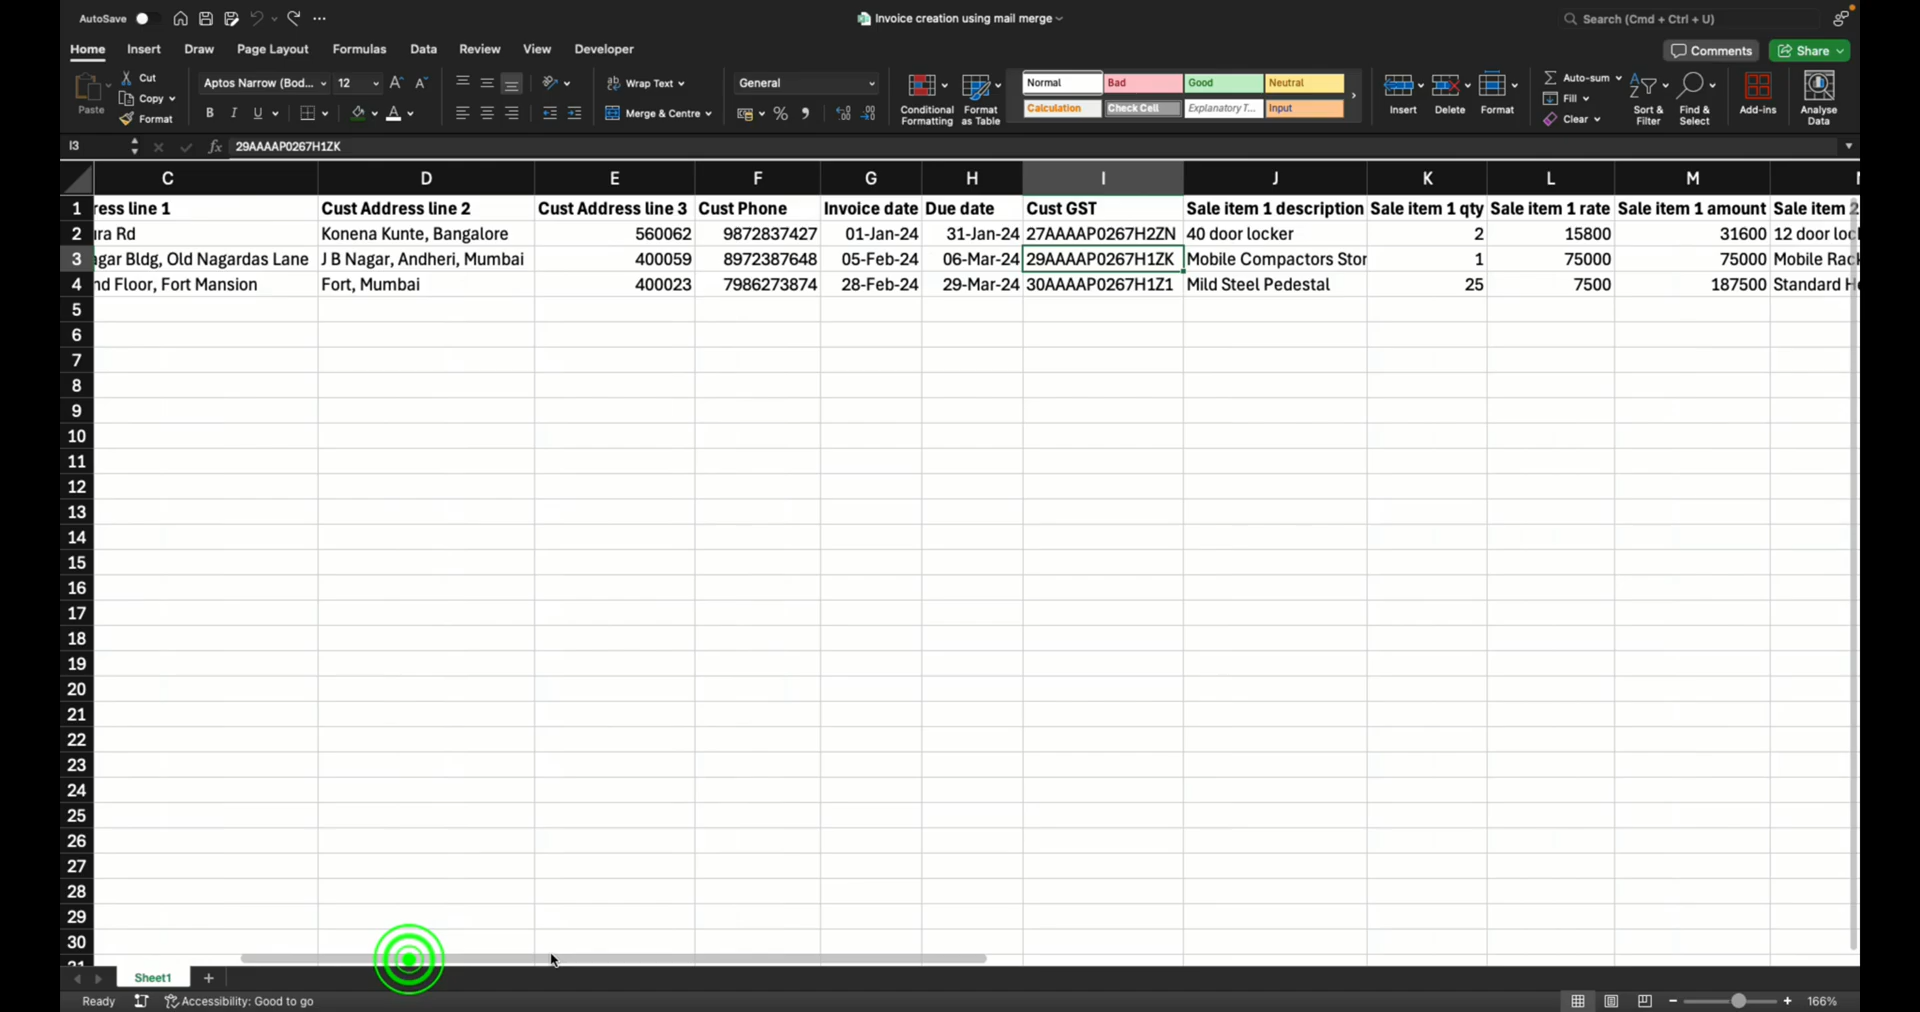 AutoSave
Invoice creation using mail merge
Search (Cmd + Ctrl + U)
Home Insert Draw Page Layout Formulas Data Review View Developer
Comments Share
Paste
Cut
Copy
Format
Aptos Narrow (Bod... 12
B I U
Wrap Text
Merge & Centre
General
Conditional Formatting
Format as Table
Normal Bad Good Neutral
Calculation Check Cell Explanatory T... Input
Insert Delete Format
Auto-sum
Fill
Clear
Sort & Filter
Find & Select
Add-ins
Analyse Data
I3 fx 29AAAAP0267H1ZK
C D E F G H I J K L M
1 ress line 1 Cust Address line 2 Cust Address line 3 Cust Phone Invoice date Due date Cust GST Sale item 1 description Sale item 1 qty Sale item 1 rate Sale item 1 amount Sale item 2
2 ura Rd Konena Kunte, Bangalore 560062 9872837427 01-Jan-24 31-Jan-24 27AAAAP0267H2ZN 40 door locker 2 15800 31600 12 door loc
3 agar Bldg, Old Nagardas Lane J B Nagar, Andheri, Mumbai 400059 8972387648 05-Feb-24 06-Mar-24 29AAAAP0267H1ZK Mobile Compactors Stor 1 75000 75000 Mobile Rac
4 nd Floor, Fort Mansion Fort, Mumbai 400023 7986273874 28-Feb-24 29-Mar-24 30AAAAP0267H1Z1 Mild Steel Pedestal 25 7500 187500 Standard He
5
6
7
8
9
10
11
12
13
14
15
16
17
18
19
20
21
22
23
24
25
26
27
28
29
30
Sheet1 +
Ready Accessibility: Good to go 166%